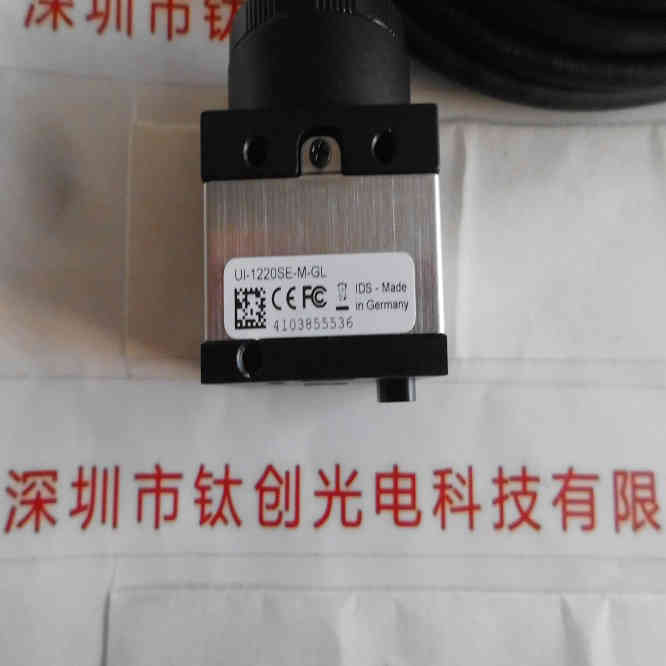 深圳市钛
UI-1220SE-M-GL
CE FC IDS - Made
in Germany
4103855536
深圳市钛创光电科技有限